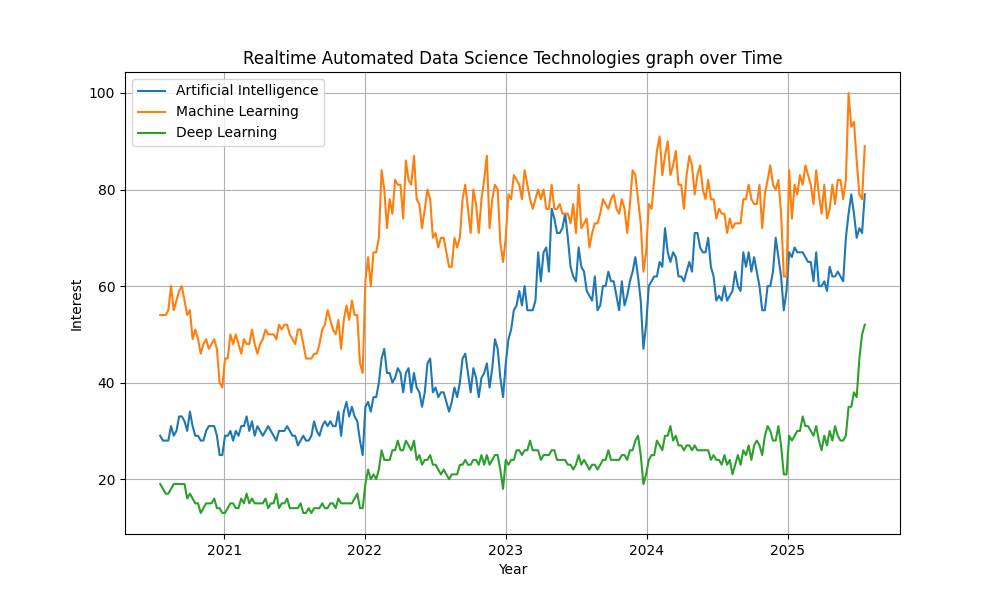 Realtime Automated Data Science Technologies graph over Time
Artificial Intelligence
Machine Learning
Deep Learning
100
80
60
40
20
Interest
2021 2022 2023 2024 2025
Year